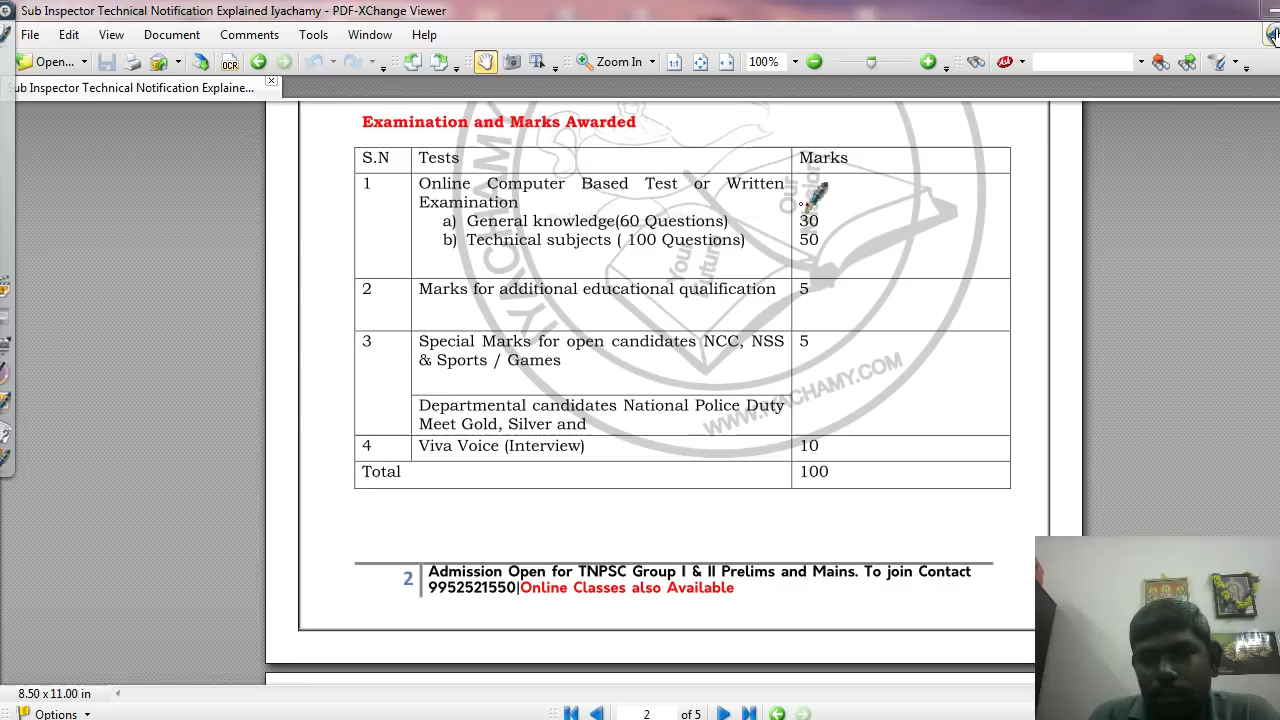 Sub Inspector Technical Notification Explained Iyachamy - PDF-XChange Viewer
File Edit View Document Comments Tools Window Help
Open... OCR Zoom In 100%
Sub Inspector Technical Notification Explaine...
Examination and Marks Awarded
S.N Tests Marks
1 Online Computer Based Test or Written
Examination
a) General knowledge(60 Questions) 30
b) Technical subjects ( 100 Questions) 50
2 Marks for additional educational qualification 5
3 Special Marks for open candidates NCC, NSS 5
& Sports / Games
Departmental candidates National Police Duty
Meet Gold, Silver and
4 Viva Voice (Interview) 10
Total 100
IYACHAMY
Your
Future
Our
WWW.IYACHAMY.COM
2 Admission Open for TNPSC Group I & II Prelims and Mains. To join Contact
9952521550|Online Classes also Available
8.50 x 11.00 in
Options 2 of 5